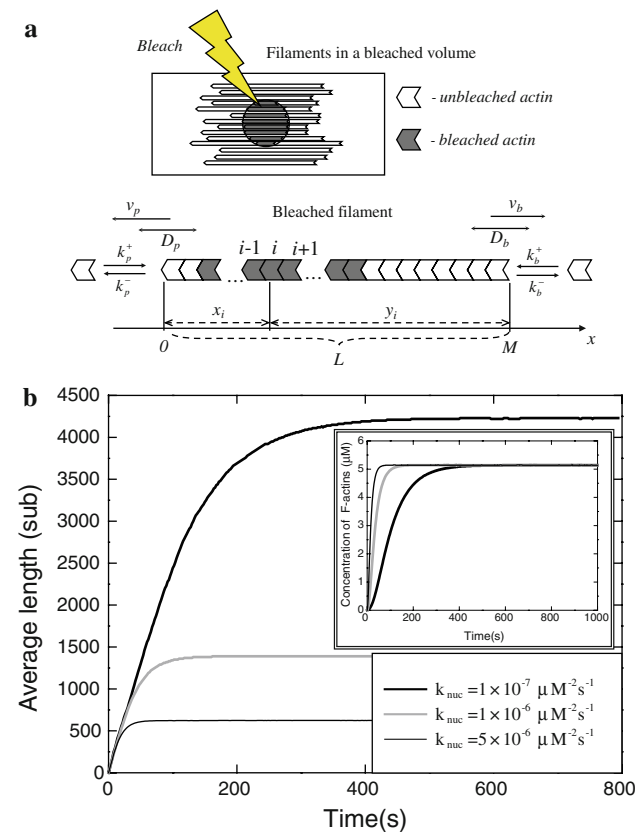 a
Bleach
Filaments in a bleached volume
- unbleached actin
- bleached actin
v_p
Bleached filament
v_b
D_p
D_b
i-1 i i+1
k_p^+
k_p^-
... ...
k_b^+
k_b^-
x_i
y_i
0 L M x
b
4500
4000
3500
3000
2500
2000
1500
1000
500
0
Average length (sub)
0 200 400 600 800
Time(s)
6
5
4
3
2
1
0
Concentration of F-actins (μM)
0 200 400 600 800 1000
Time(s)
k nuc =1×10^-7 μM^-2s^-1
k nuc =1×10^-6 μM^-2s^-1
k nuc =5×10^-6 μM^-2s^-1